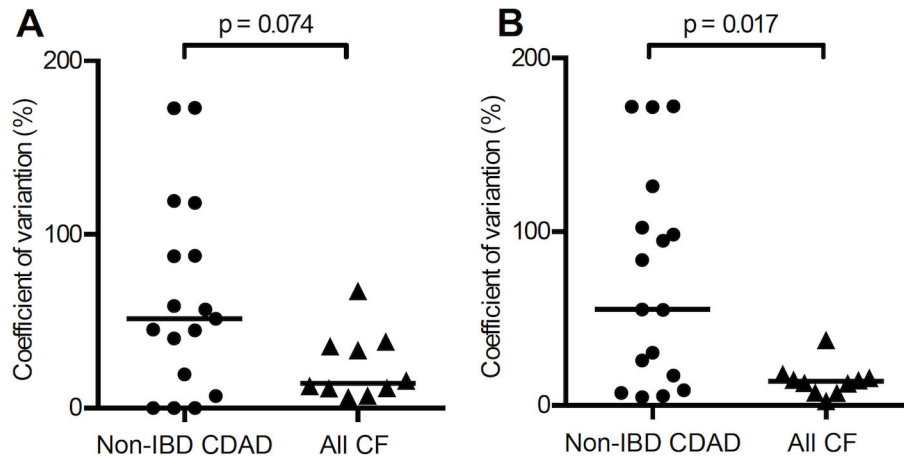 A
p = 0.074
Coefficient of variantion (%)
200
100
0
Non-IBD CDAD
All CF
B
p = 0.017
Coefficient of variantion (%)
200
100
0
Non-IBD CDAD
All CF